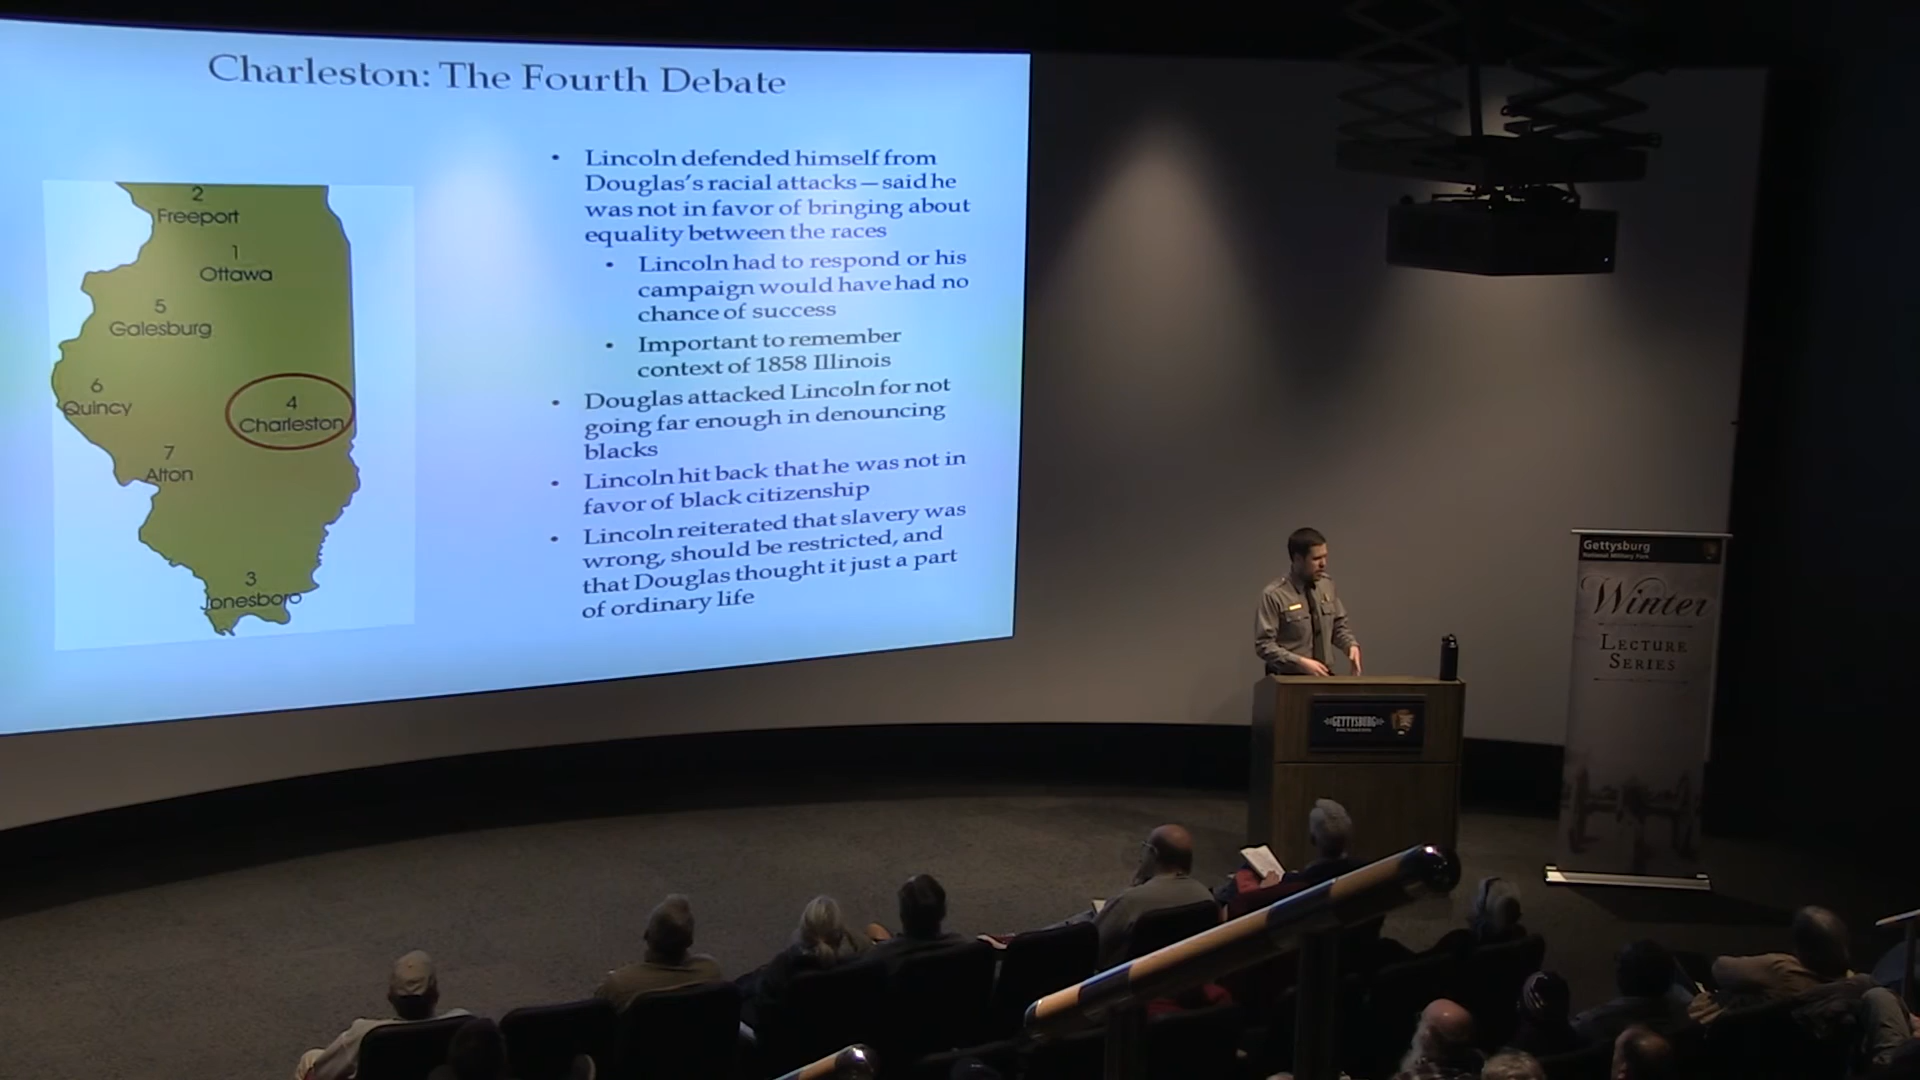 Charleston: The Fourth Debate
2
Freeport
1
Ottawa
5
Galesburg
6
Quincy
4
Charleston
7
Alton
3
Jonesboro
• Lincoln defended himself from
Douglas's racial attacks—said he
was not in favor of bringing about
equality between the races
• Lincoln had to respond or his
campaign would have had no
chance of success
• Important to remember
context of 1858 Illinois
• Douglas attacked Lincoln for not
going far enough in denouncing
blacks
• Lincoln hit back that he was not in
favor of black citizenship
• Lincoln reiterated that slavery was
wrong, should be restricted, and
that Douglas thought it just a part
of ordinary life
GETTYSBURG
Gettysburg
National Military Park
Winter
LECTURE
SERIES